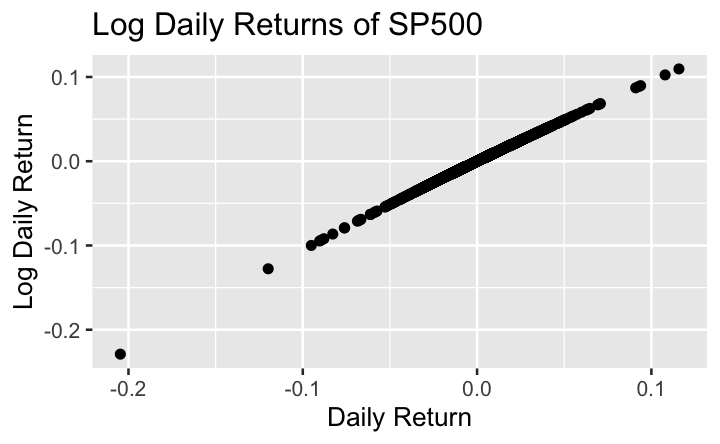 Log Daily Returns of SP500
0.1
0.0
-0.1
-0.2
Log Daily Return
-0.2
-0.1
0.0
0.1
Daily Return